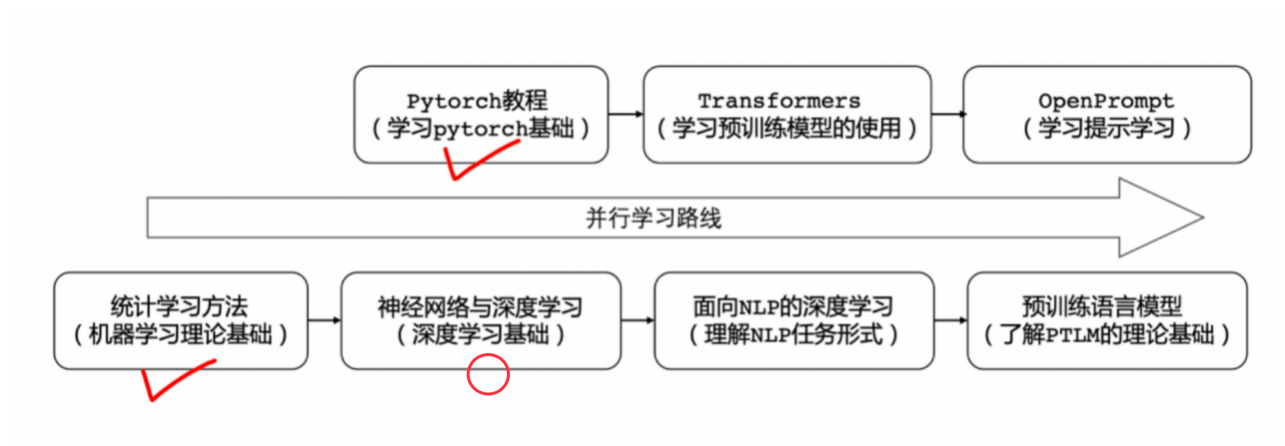 Pytorch教程
（学习pytorch基础）
Transformers
（学习预训练模型的使用）
OpenPrompt
（学习提示学习）
并行学习路线
统计学习方法
（机器学习理论基础）
神经网络与深度学习
（深度学习基础）
面向NLP的深度学习
（理解NLP任务形式）
预训练语言模型
（了解PTLM的理论基础）